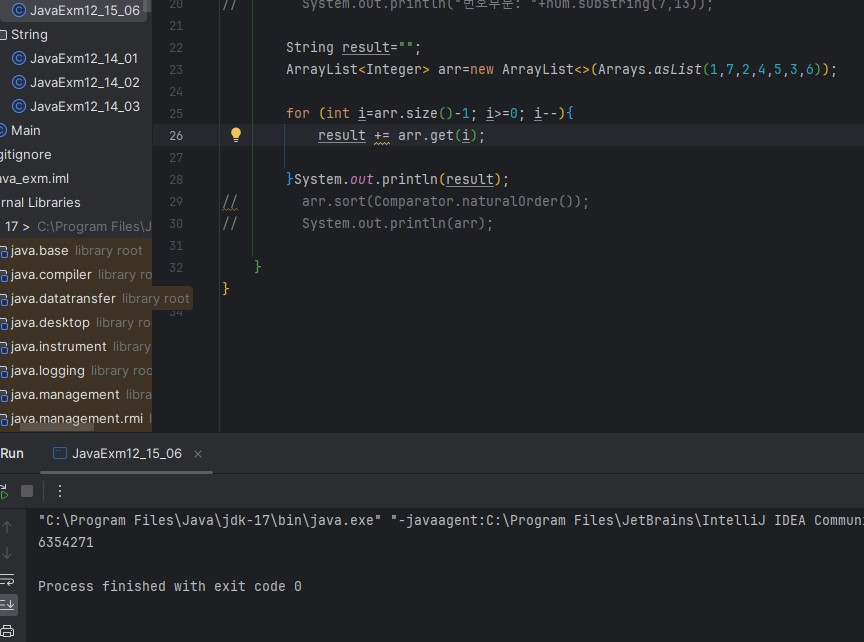 JavaExm12_15_06
String
JavaExm12_14_01
JavaExm12_14_02
JavaExm12_14_03
Main
gitignore
va_exm.iml
rnal Libraries
17 > C:\Program Files\J
java.base library root
java.compiler library ro
java.datatransfer library root
java.desktop library ro
java.instrument library
java.logging library roo
java.management libra
java.management.rmi
20 // System.out.println("번호부분: "+num.substring(7,13));
21
22 String result="";
23 ArrayList<Integer> arr=new ArrayList<>(Arrays.asList(1,7,2,4,5,3,6));
24
25 for (int i=arr.size()-1; i>=0; i--){
26 result += arr.get(i);
27
28 }System.out.println(result);
29 // arr.sort(Comparator.naturalOrder());
30 // System.out.println(arr);
31
32 }
}
34
Run JavaExm12_15_06
"C:\Program Files\Java\jdk-17\bin\java.exe" "-javaagent:C:\Program Files\JetBrains\IntelliJ IDEA Commun
6354271
Process finished with exit code 0